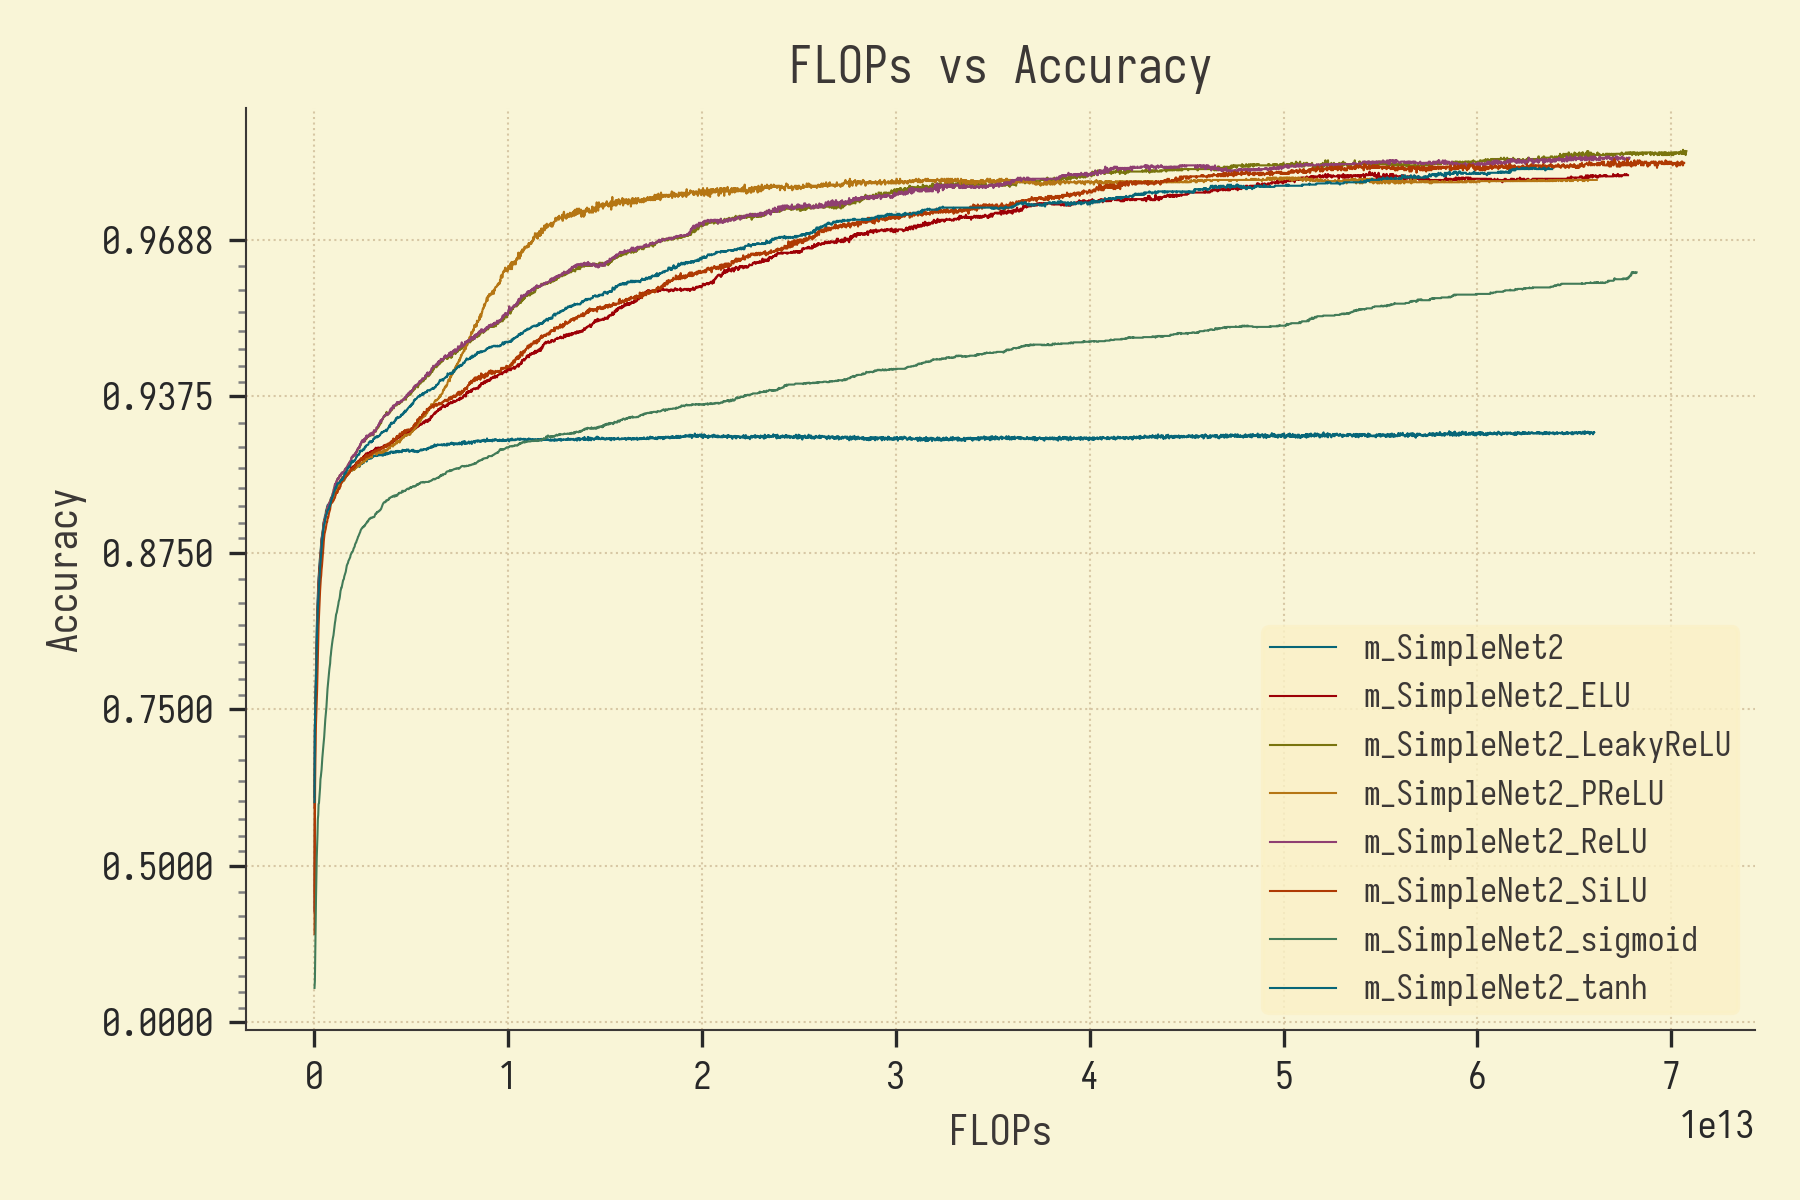 FLOPs vs Accuracy
Accuracy
0.9688
0.9375
0.8750
0.7500
0.5000
0.0000
m_SimpleNet2
m_SimpleNet2_ELU
m_SimpleNet2_LeakyReLU
m_SimpleNet2_PReLU
m_SimpleNet2_ReLU
m_SimpleNet2_SiLU
m_SimpleNet2_sigmoid
m_SimpleNet2_tanh
0 1 2 3 4 5 6 7
FLOPs
1e13